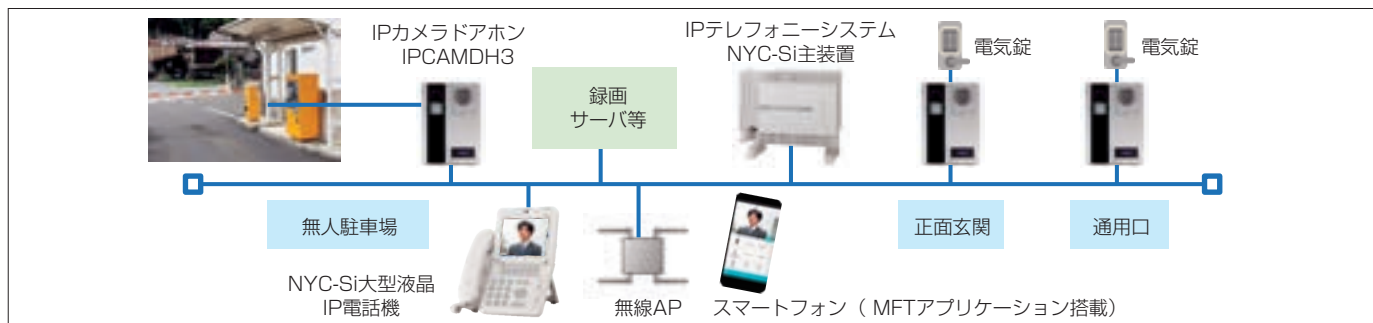 IPカメラドアホン
IPCAMDH3
IPテレフォニーシステム
NYC-Si主装置
電気錠
電気錠
録画
サーバ等
無人駐車場
正面玄関
通用口
NYC-Si大型液晶
IP電話機
無線AP
スマートフォン（ MFTアプリケーション搭載）